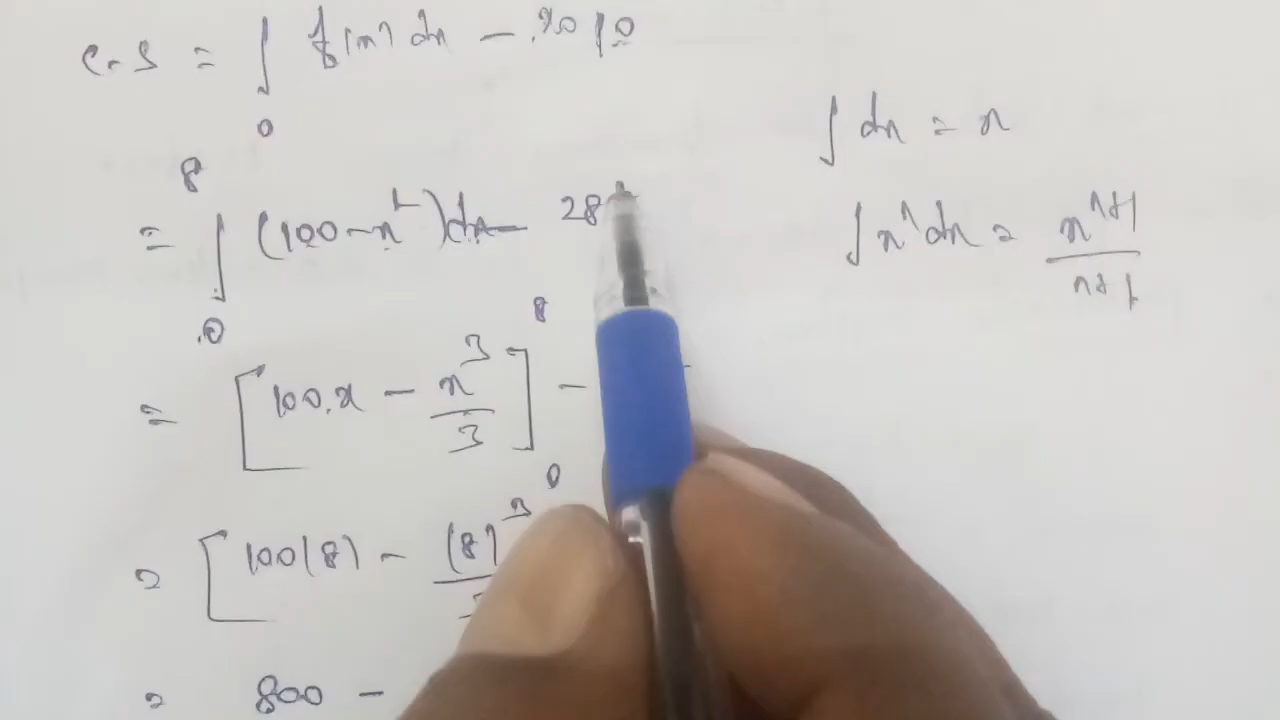 C.S = ∫₀ f(x) dx − x₀ p₀
= ∫₀⁸ (100 − x²) dx − 28
= [100.x − x³/3]₀⁸ −
= [100(8) − (8)³
= 800 −
∫ dx = x
∫ xⁿ dx = xⁿ⁺¹/n+1